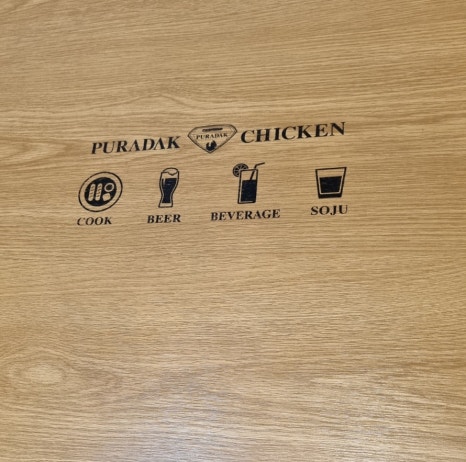 PURADAK PURADAK CHICKEN
COOK BEER BEVERAGE SOJU